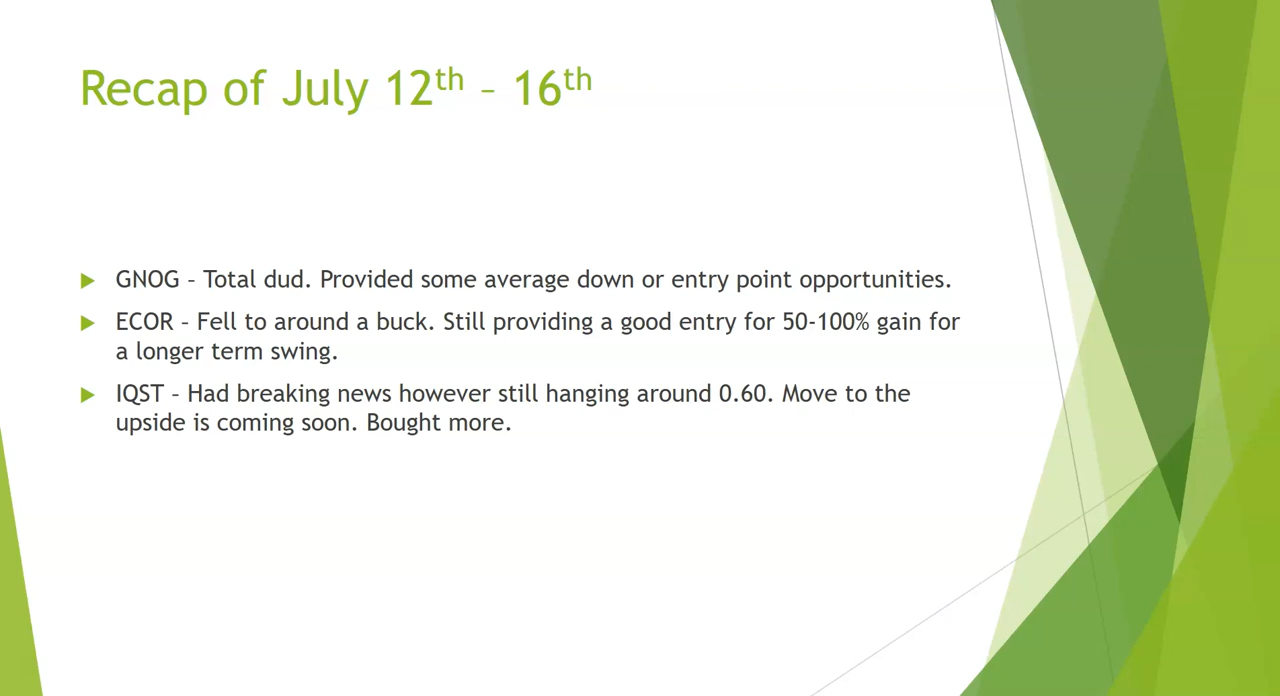 Recap of July 12th – 16th
GNOG – Total dud. Provided some average down or entry point opportunities.
ECOR – Fell to around a buck. Still providing a good entry for 50-100% gain for
a longer term swing.
IQST – Had breaking news however still hanging around 0.60. Move to the
upside is coming soon. Bought more.